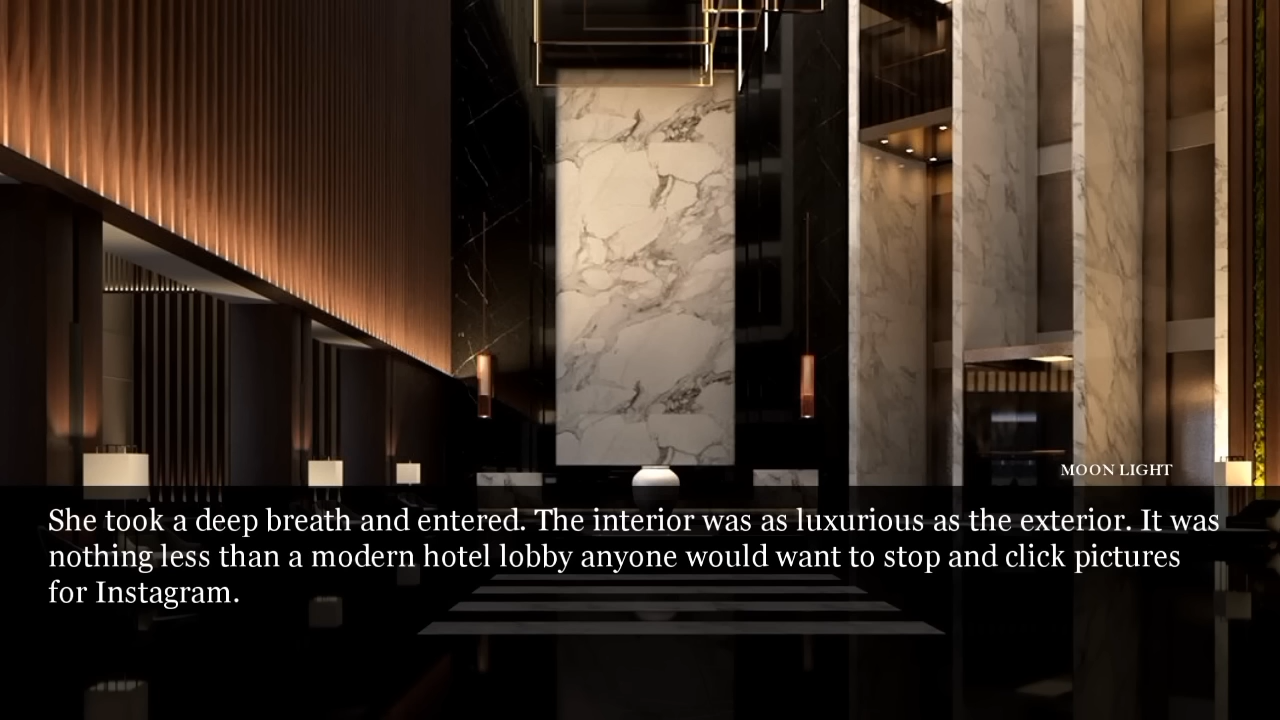 MOON LIGHT
She took a deep breath and entered. The interior was as luxurious as the exterior. It was
nothing less than a modern hotel lobby anyone would want to stop and click pictures
for Instagram.